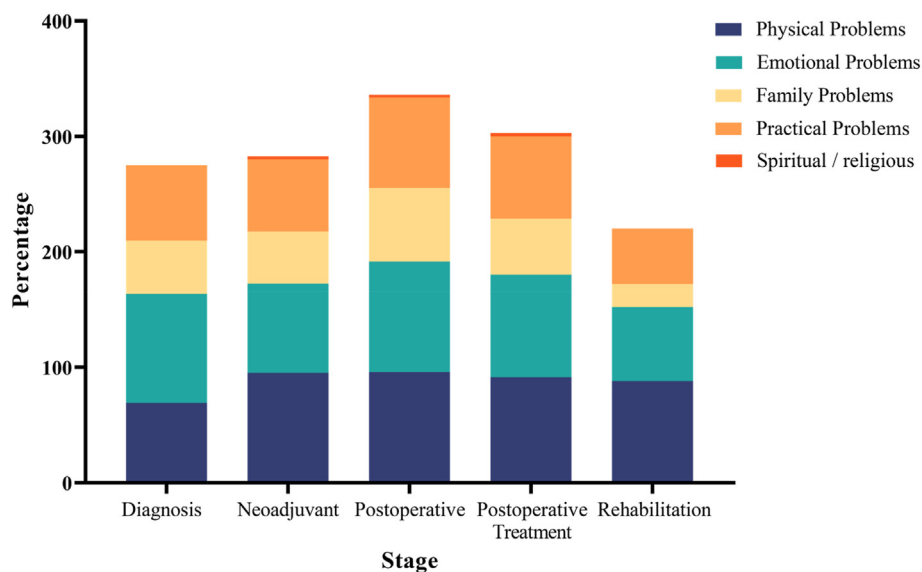 400
300
200
100
0
Percentage
Diagnosis
Neoadjuvant
Postoperative
Postoperative
Treatment
Rehabilitation
Stage
Physical Problems
Emotional Problems
Family Problems
Practical Problems
Spiritual / religious